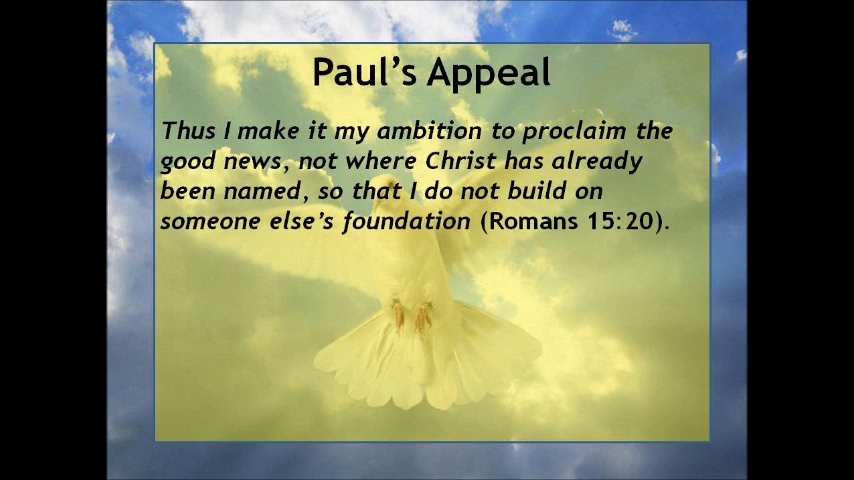 Paul’s Appeal
Thus I make it my ambition to proclaim the
good news, not where Christ has already
been named, so that I do not build on
someone else’s foundation (Romans 15:20).